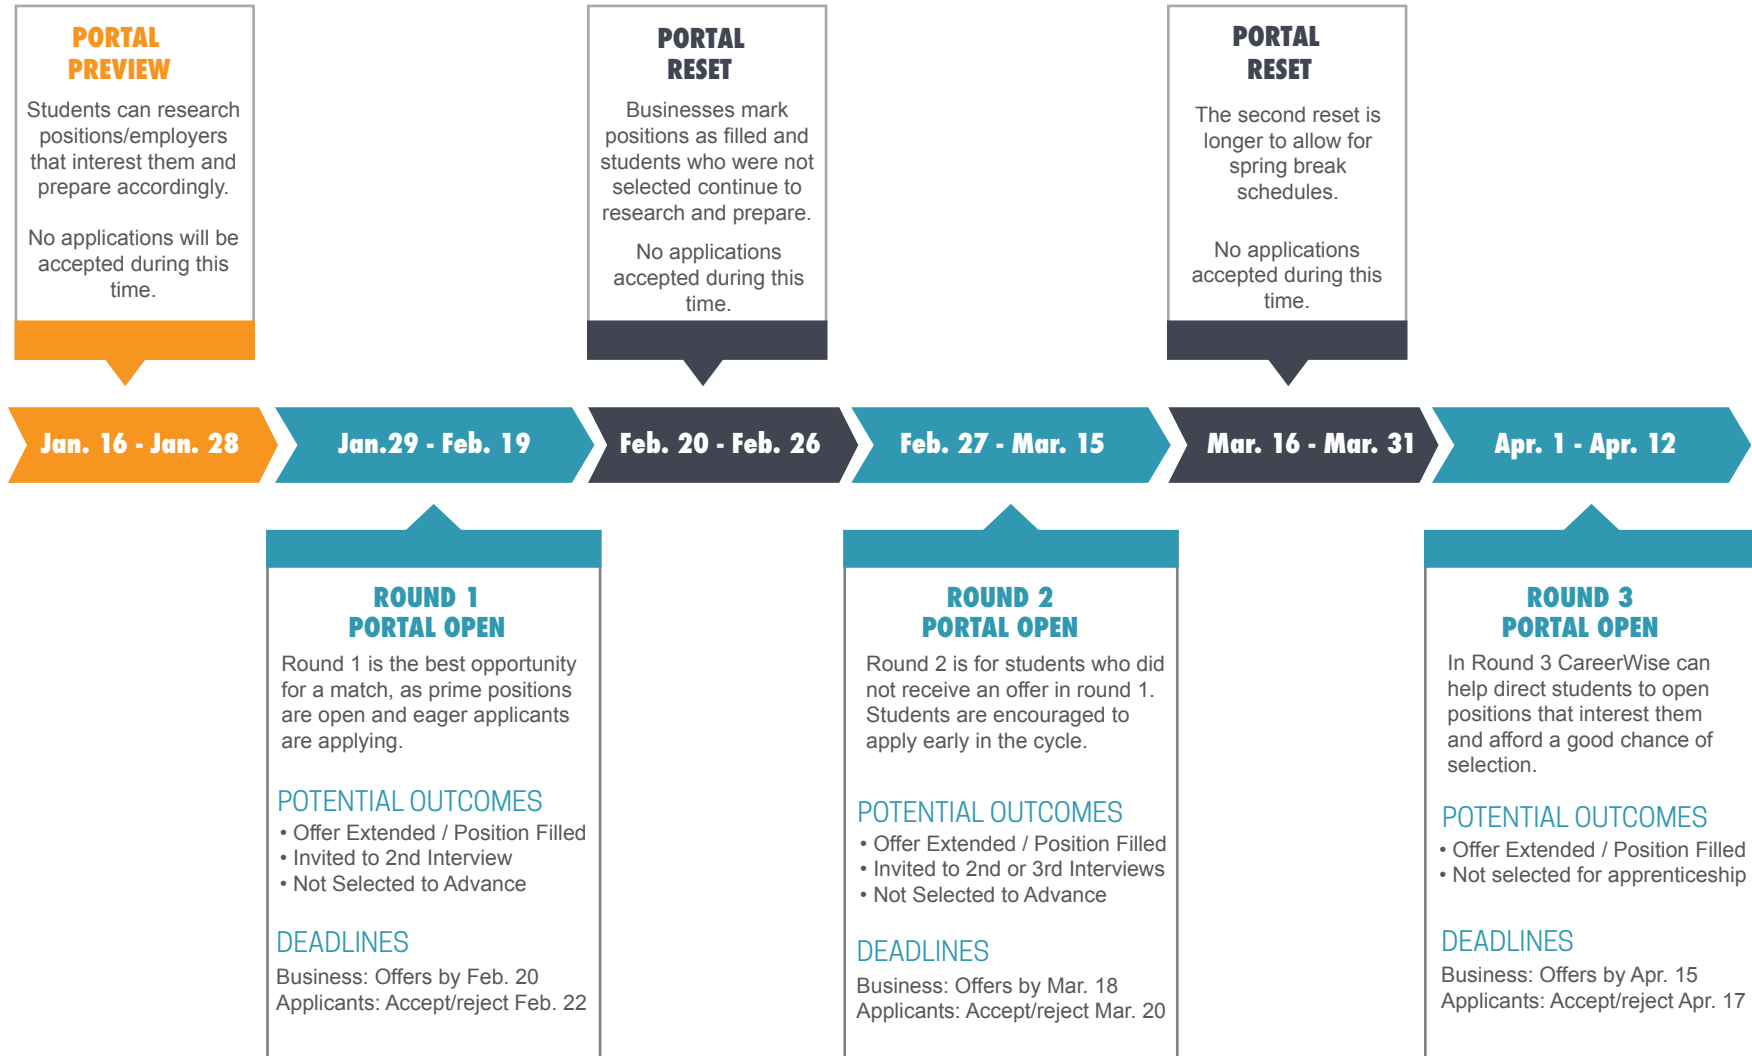 PORTAL
PREVIEW
Students can research
positions/employers
that interest them and
prepare accordingly.
No applications will be
accepted during this
time.
PORTAL
RESET
Businesses mark
positions as filled and
students who were not
selected continue to
research and prepare.
No applications
accepted during this
time.
PORTAL
RESET
The second reset is
longer to allow for
spring break
schedules.
No applications
accepted during this
time.
Jan. 16 - Jan. 28
Jan.29 - Feb. 19
Feb. 20 - Feb. 26
Feb. 27 - Mar. 15
Mar. 16 - Mar. 31
Apr. 1 - Apr. 12
ROUND 1
PORTAL OPEN
Round 1 is the best opportunity
for a match, as prime positions
are open and eager applicants
are applying.
POTENTIAL OUTCOMES
• Offer Extended / Position Filled
• Invited to 2nd Interview
• Not Selected to Advance
DEADLINES
Business: Offers by Feb. 20
Applicants: Accept/reject Feb. 22
ROUND 2
PORTAL OPEN
Round 2 is for students who did
not receive an offer in round 1.
Students are encouraged to
apply early in the cycle.
POTENTIAL OUTCOMES
• Offer Extended / Position Filled
• Invited to 2nd or 3rd Interviews
• Not Selected to Advance
DEADLINES
Business: Offers by Mar. 18
Applicants: Accept/reject Mar. 20
ROUND 3
PORTAL OPEN
In Round 3 CareerWise can
help direct students to open
positions that interest them
and afford a good chance of
selection.
POTENTIAL OUTCOMES
• Offer Extended / Position Filled
• Not selected for apprenticeship
DEADLINES
Business: Offers by Apr. 15
Applicants: Accept/reject Apr. 17